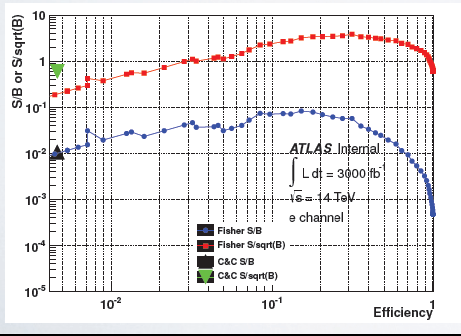 S/B or S/sqrt(B)
10
1
10-1
10-2
10-3
10-4
10-5
ATLAS Internal
∫ L dt = 3000 fb-1
√s = 14 TeV
e channel
Fisher S/B
Fisher S/sqrt(B)
C&C S/B
C&C S/sqrt(B)
10-2 10-1 1
Efficiency